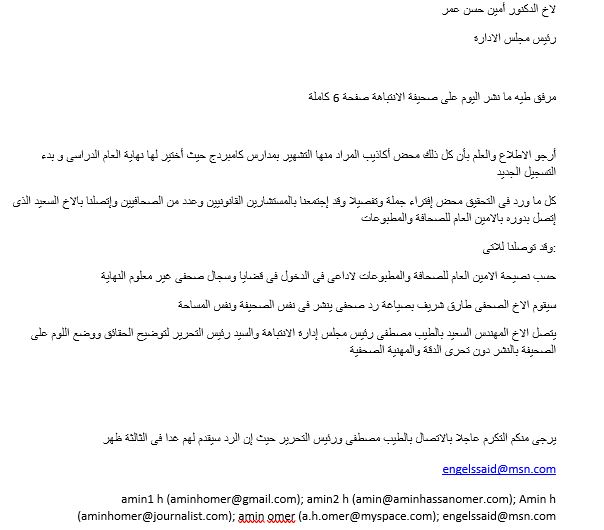 لاخ الدكتور أمين حسن عمر
رئيس مجلس الادارة
مرفق طيه ما نشر اليوم على صحيفة الانتباهة صفحة 6 كاملة
أرجو الاطلاع والعلم بأن كل ذلك محض أكاذيب المراد منها التشهير بمدارس كامبردج حيث أختير لها نهاية العام الدراسى و بدء
التسجيل الجديد
كل ما ورد فى التحقيق محض إفتراء جملة وتفصيلا وقد إجتمعنا بالمستشارين القانونيين وعدد من الصحافيين وإتصلنا بالاخ السعيد الذى
إتصل بدوره بالامين العام للصحافة والمطبوعات
:وقد توصلنا للاتى
حسب نصيحة الامين العام للصحافة والمطبوعات لاداعى فى الدخول فى قضايا وسجال صحفى غير معلوم النهاية
سيقوم الاخ الصحفى طارق شريف بصياغة رد صحفى ينشر فى نفس الصحيفة ونفس المساحة
يتصل الاخ المهندس السعيد بالطيب مصطفى رئيس مجلس إدارة الانتباهة والسيد رئيس التحرير لتوضيح الحقائق ووضع اللوم على
الصحيفة بالنشر دون تحرى الدقة والمهنية الصحفية
يرجى منكم التكرم عاجلا بالاتصال بالطيب مصطفى ورئيس التحرير حيث إن الرد سيقدم لهم غدا فى الثالثة ظهر
engelssaid@msn.com
amin1 h (aminhomer@gmail.com); amin2 h (amin@aminhassanomer.com); Amin h
(aminhomer@journalist.com); amin omer (a.h.omer@myspace.com); engelssaid@msn.com